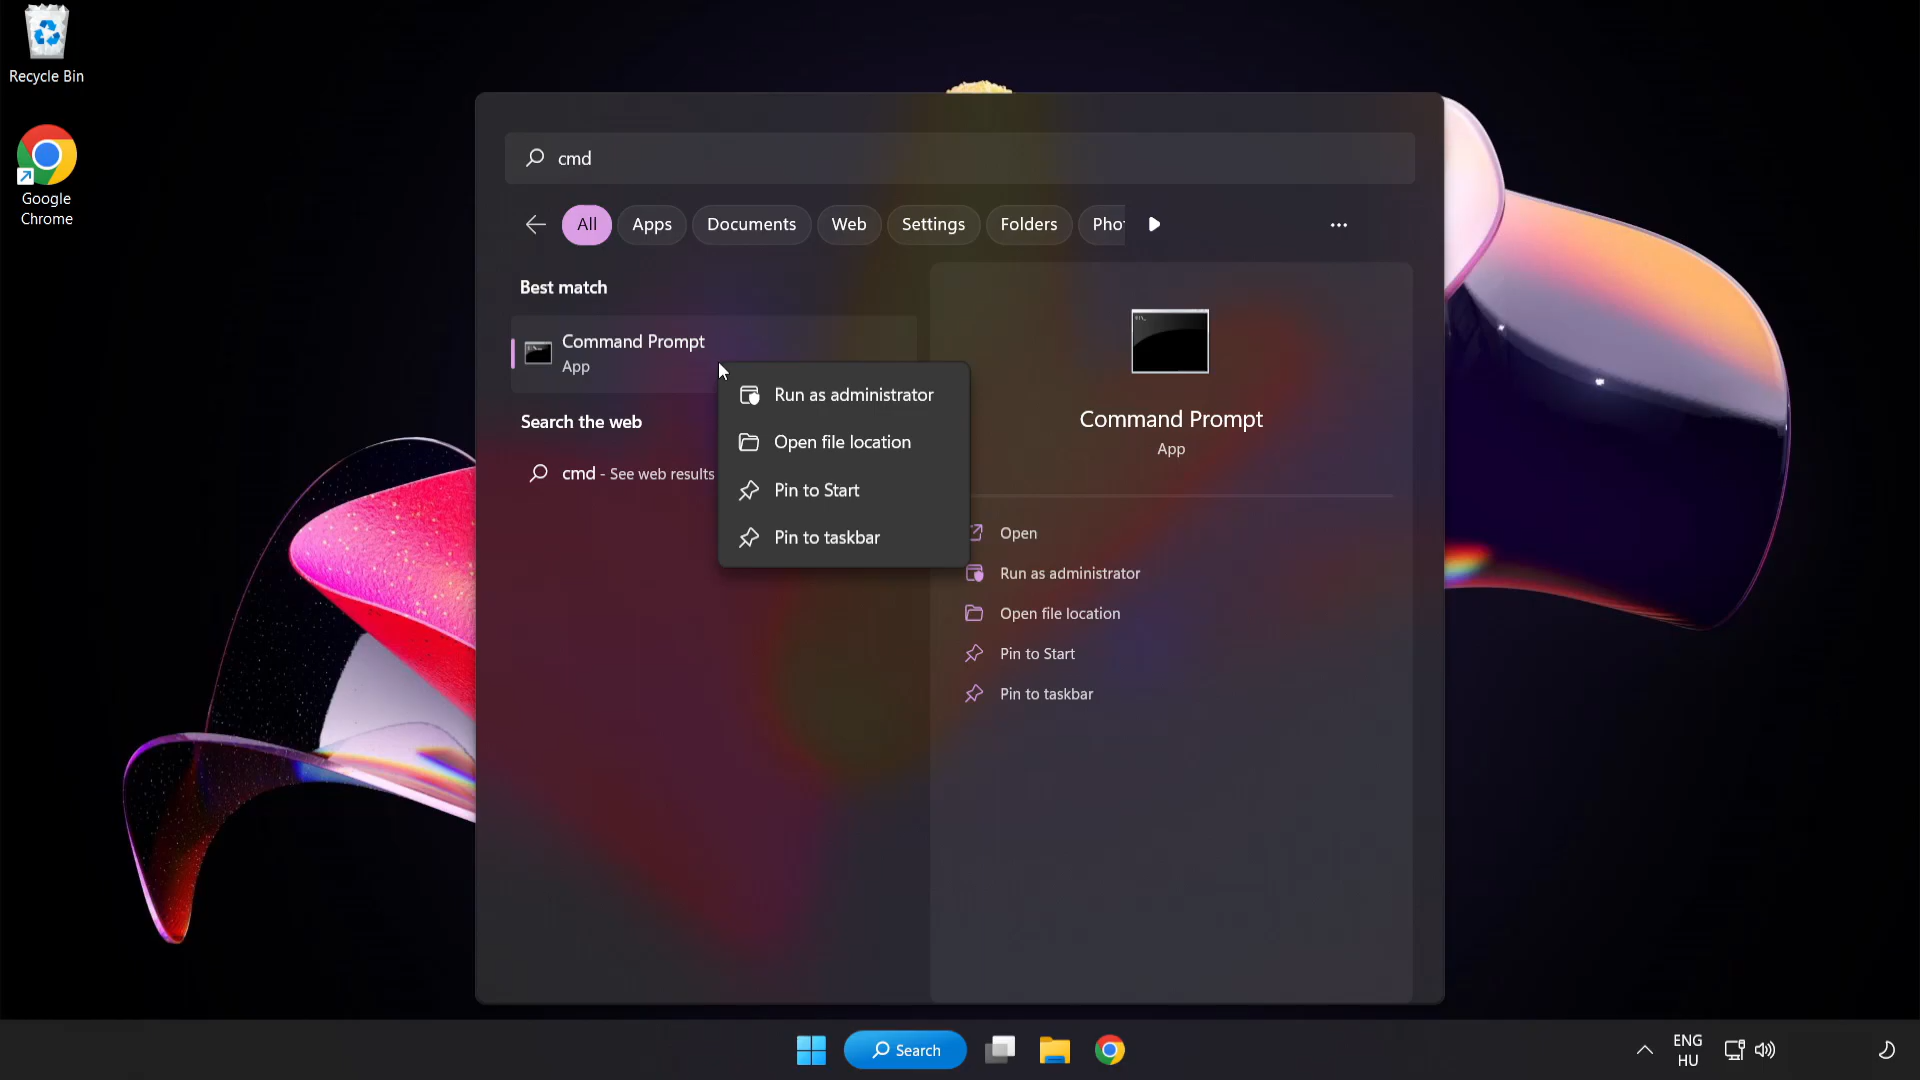 Recycle Bin
Google
Chrome
cmd
All
Apps
Documents
Web
Settings
Folders
Best match
Command Prompt
App
Search the web
cmd - See web results
Run as administrator
Open file location
Pin to Start
Pin to taskbar
Command Prompt
App
Open
Run as administrator
Open file location
Pin to Start
Pin to taskbar
Search
ENG
HU